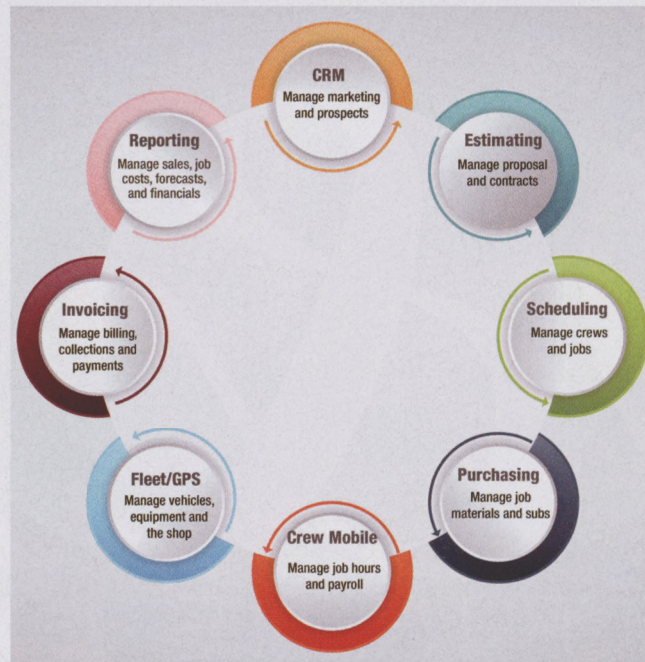 CRM
Manage marketing
and prospects
Estimating
Manage proposal
and contracts
Scheduling
Manage crews
and jobs
Purchasing
Manage job
materials and subs
Crew Mobile
Manage job hours
and payroll
Fleet/GPS
Manage vehicles,
equipment and
the shop
Invoicing
Manage billing,
collections and
payments
Reporting
Manage sales, job
costs, forecasts,
and financials